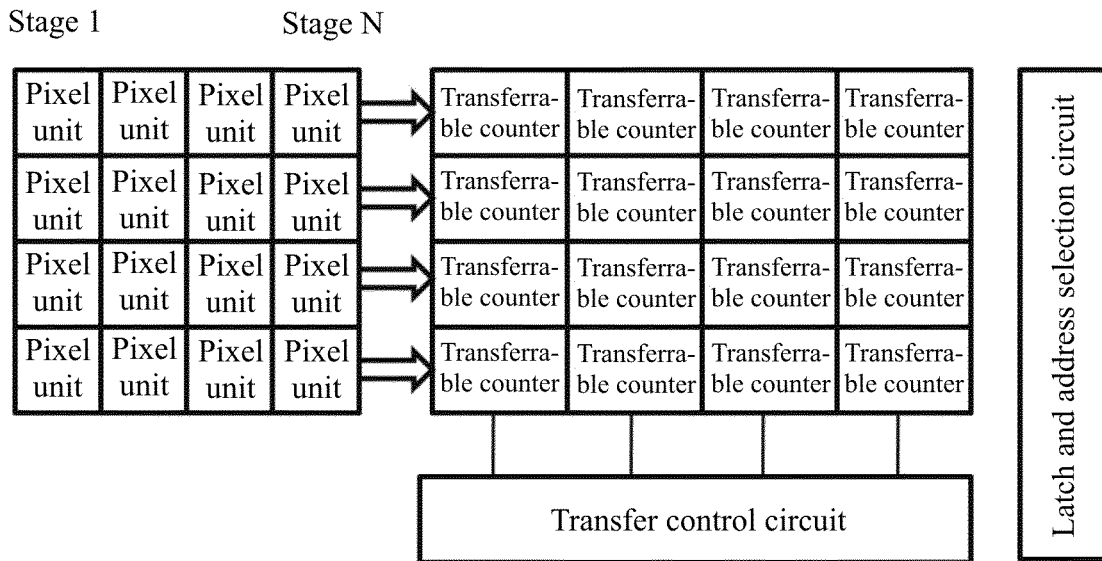 Stage 1 Stage N
Pixel Pixel Pixel Pixel Transferra- Transferra- Transferra- Transferra-
unit unit unit unit ble counter ble counter ble counter ble counter
Pixel Pixel Pixel Pixel Transferra- Transferra- Transferra- Transferra-
unit unit unit unit ble counter ble counter ble counter ble counter
Pixel Pixel Pixel Pixel Transferra- Transferra- Transferra- Transferra-
unit unit unit unit ble counter ble counter ble counter ble counter
Pixel Pixel Pixel Pixel Transferra- Transferra- Transferra- Transferra-
unit unit unit unit ble counter ble counter ble counter ble counter
Transfer control circuit
Latch and address selection circuit